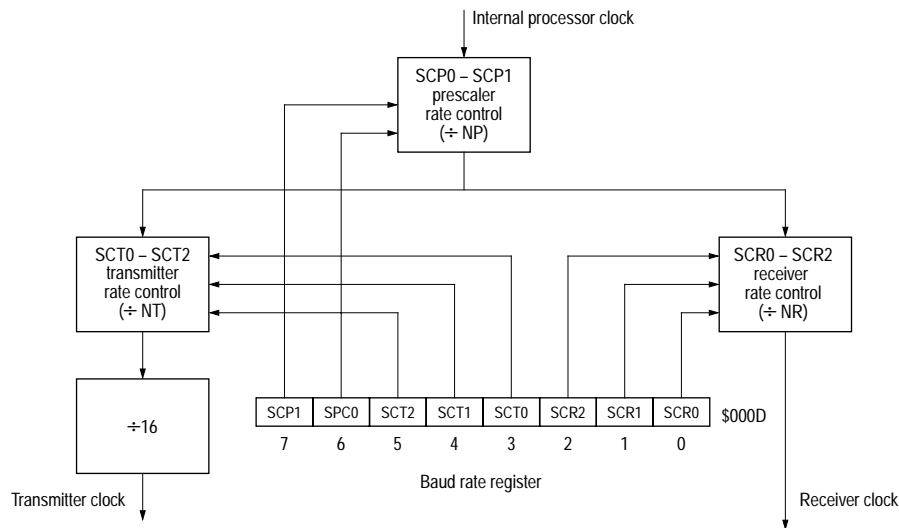 Internal processor clock
SCP0 – SCP1
prescaler
rate control
(÷ NP)
SCT0 – SCT2
transmitter
rate control
(÷ NT)
SCR0 – SCR2
receiver
rate control
(÷ NR)
÷16
SCP1 SPC0 SCT2 SCT1 SCT0 SCR2 SCR1 SCR0 $000D
7 6 5 4 3 2 1 0
Baud rate register
Transmitter clock
Receiver clock